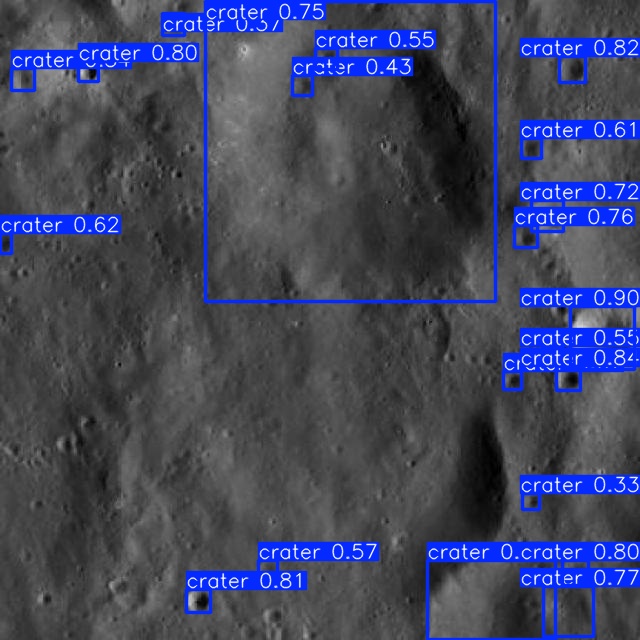 crater 0.75
crater 0.57
crater 0.55
crater 0.80
crater 0.43
crater 0.82
crater 0.61
crater 0.72
crater 0.76
crater 0.62
crater 0.90
crater 0.55
crater 0.84
crater 0.33
crater 0.57
crater 0.80
crater 0.81
crater 0.77